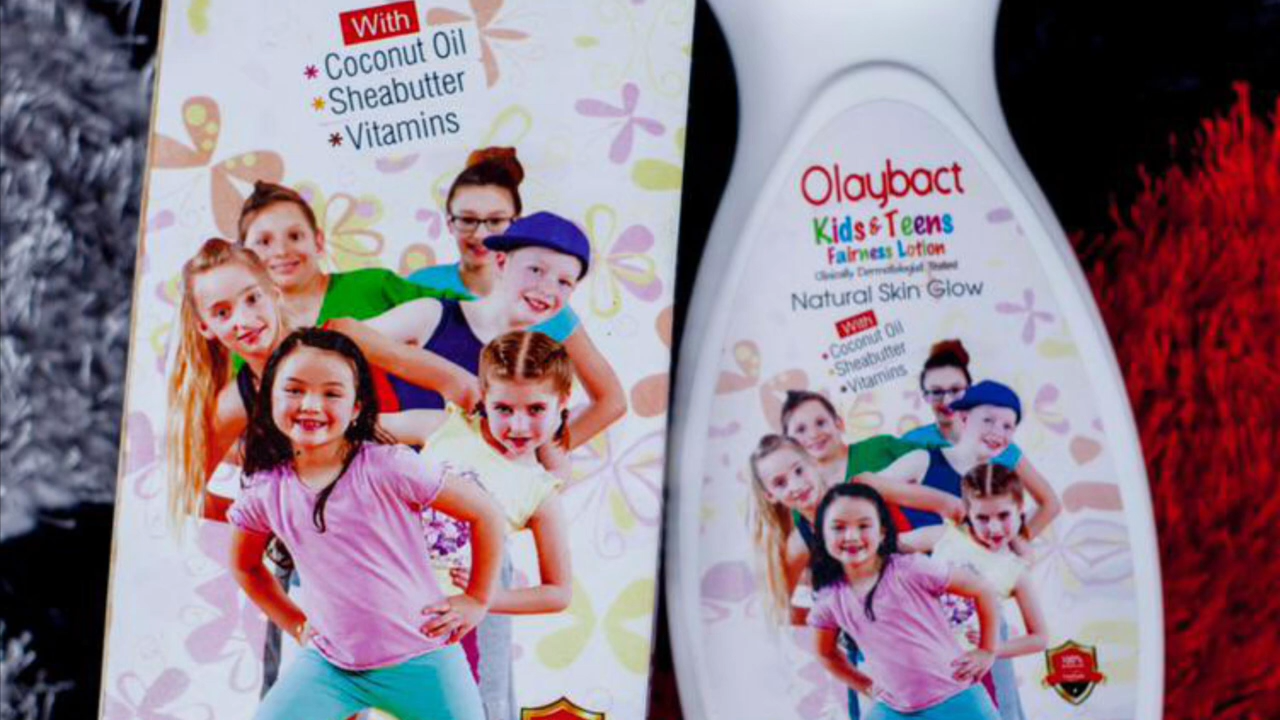 With
* Coconut Oil
* Sheabutter
* Vitamins
Olaybact
Kids & Teens
Fairness Lotion
Clinically Dermatologist Tested
Natural Skin Glow
With
• Coconut Oil
• Sheabutter
• Vitamins
100%